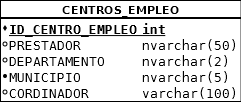 CENTROS_EMPLEO
ID_CENTRO_EMPLEO int
PRESTADOR nvarchar(50)
DEPARTAMENTO nvarchar(2)
MUNICIPIO nvarchar(5)
CORDINADOR varchar(100)